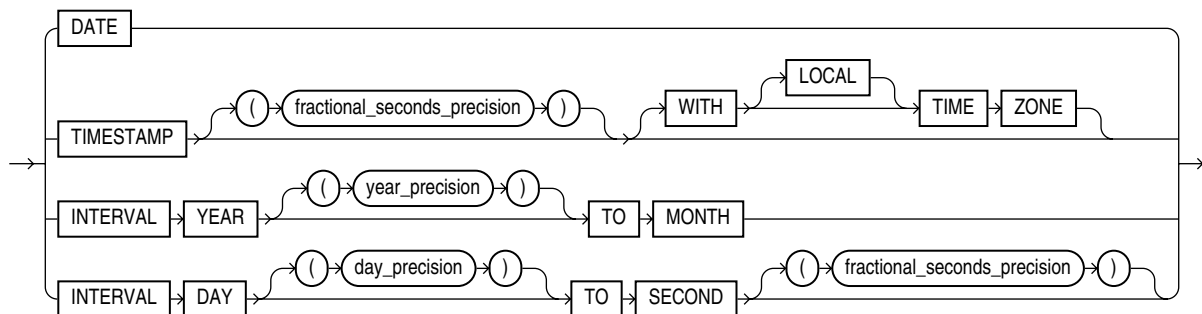 DATE
TIMESTAMP ( fractional_seconds_precision ) WITH LOCAL TIME ZONE
INTERVAL YEAR ( year_precision ) TO MONTH
INTERVAL DAY ( day_precision ) TO SECOND ( fractional_seconds_precision )